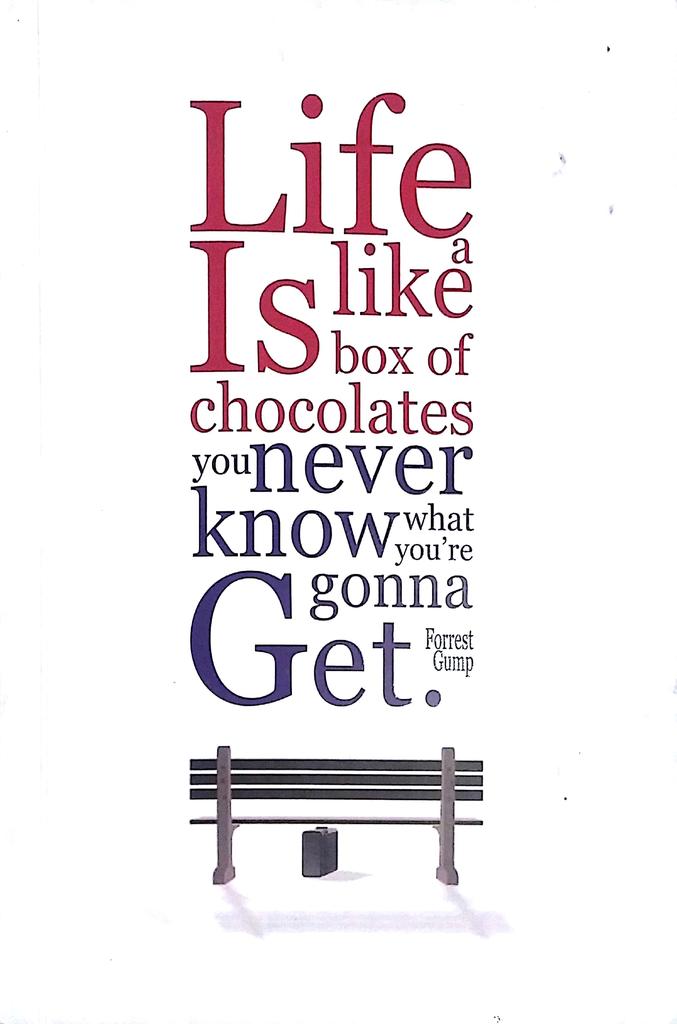 Life
Is like a
box of
chocolates
you never
know what
you're
gonna
Get.
Forrest
Gump